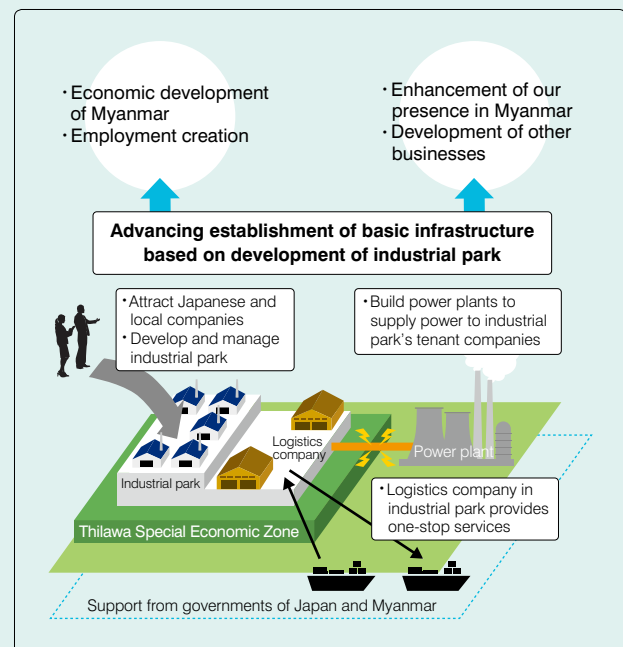 ・Economic development
of Myanmar
・Employment creation
・Enhancement of our
presence in Myanmar
・Development of other
businesses
Advancing establishment of basic infrastructure
based on development of industrial park
・Attract Japanese and
local companies
・Develop and manage
industrial park
・Build power plants to
supply power to industrial
park's tenant companies
Logistics
company
Power plant
Industrial park
・Logistics company in
industrial park provides
one-stop services
Thilawa Special Economic Zone
Support from governments of Japan and Myanmar